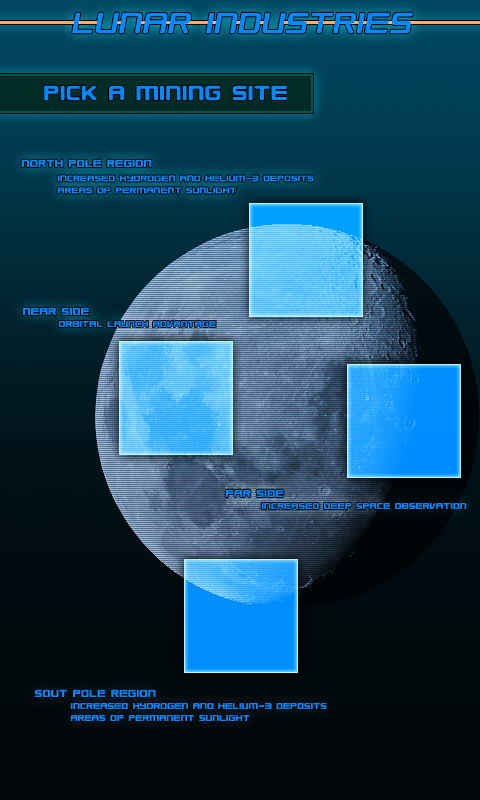 LUNAR INDUSTRIES
PICK A MINING SITE
NORTH POLE REGION
INCREASED HYDROGEN AND HELIUM-3 DEPOSITS
AREAS OF PERMANENT SUNLIGHT
NEAR SIDE
ORBITAL LAUNCH ADVANTAGE
FAR SIDE
INCREASED DEEP SPACE OBSERVATION
SOUT POLE REGION
INCREASED HYDROGEN AND HELIUM-3 DEPOSITS
AREAS OF PERMANENT SUNLIGHT